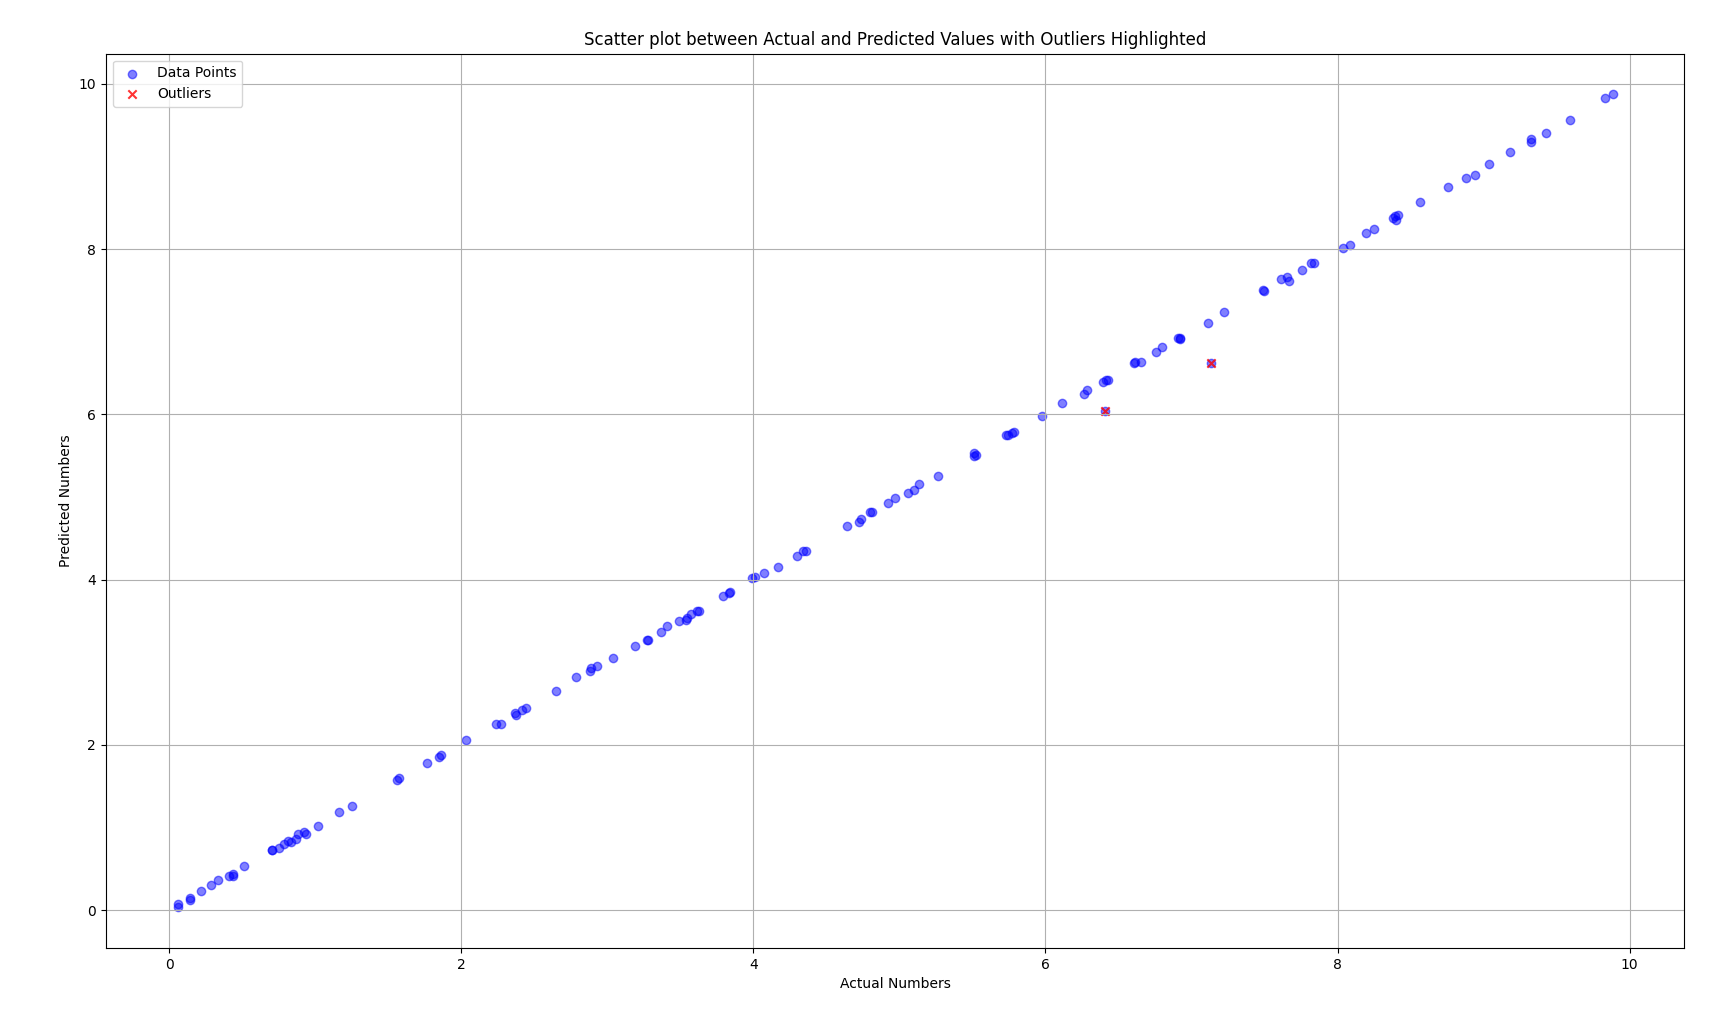 Scatter plot between Actual and Predicted Values with Outliers Highlighted
Data Points
Outliers
10
8
6
4
2
0
Predicted Numbers
0 2 4 6 8 10
Actual Numbers